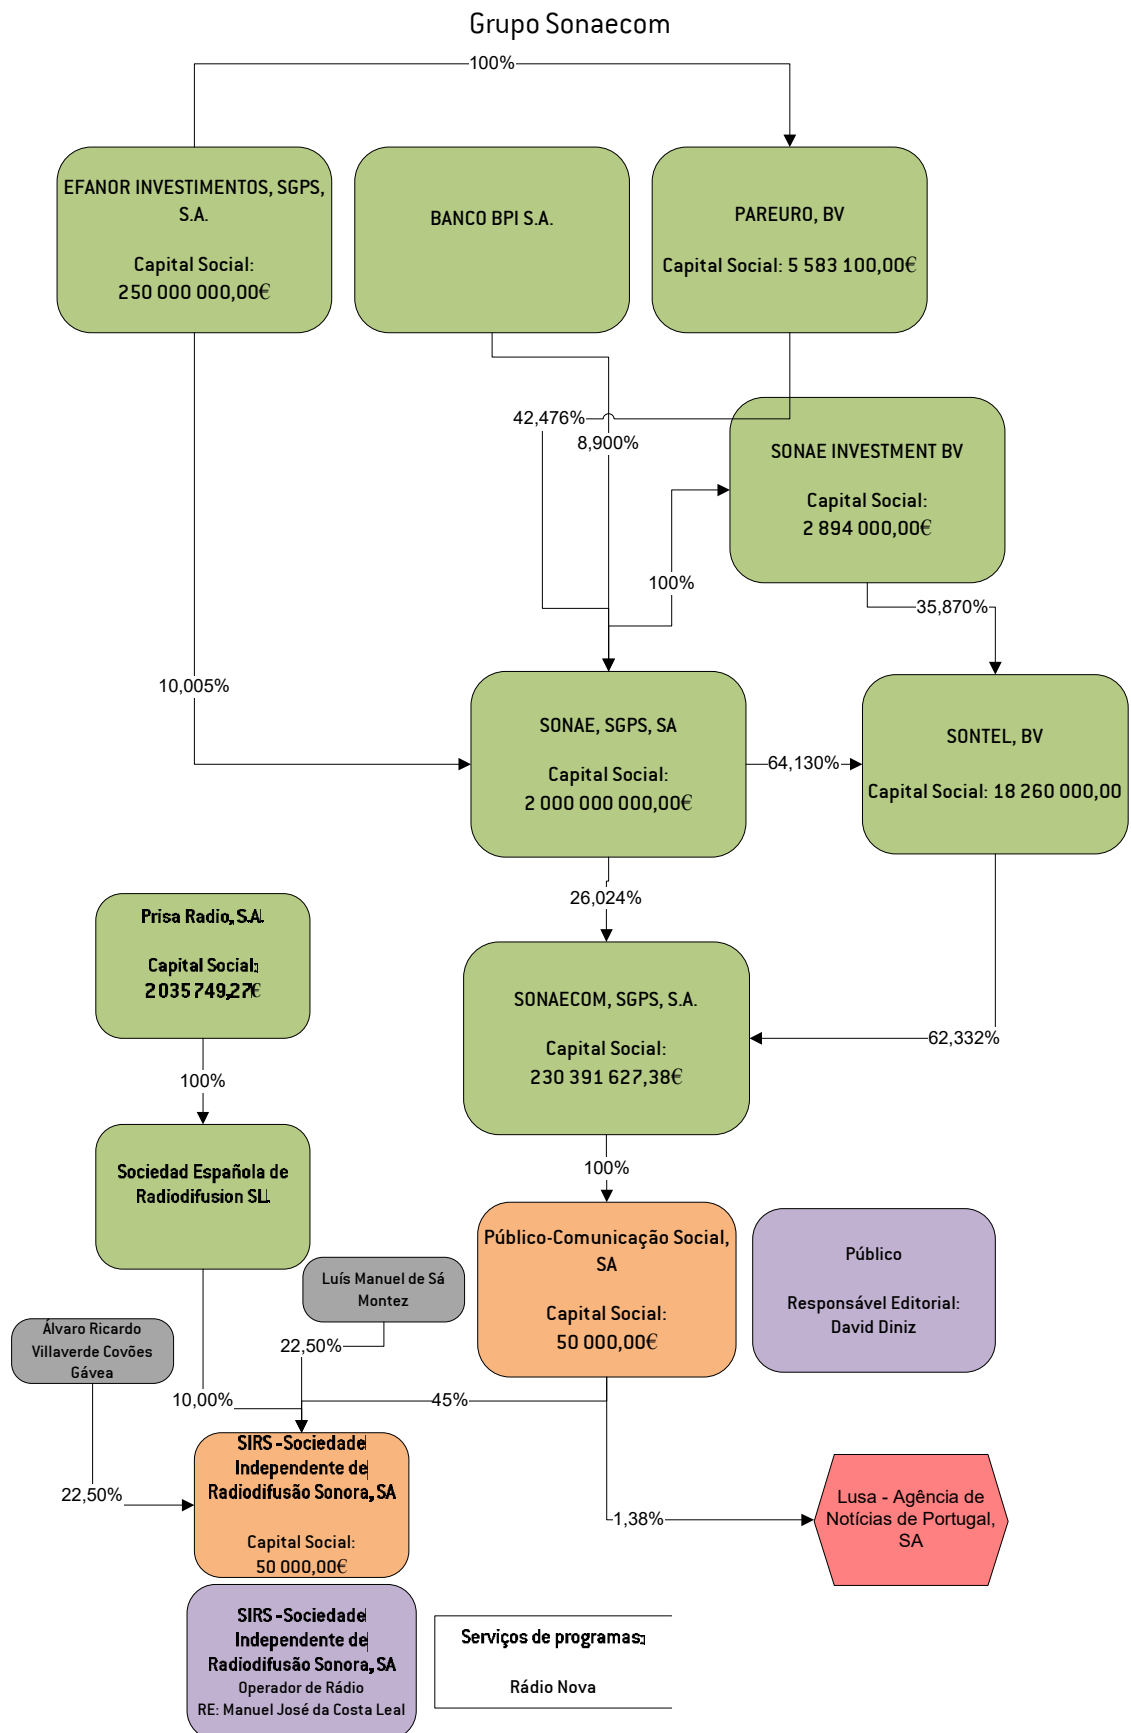 Grupo Sonaecom
100%
EFANOR INVESTIMENTOS, SGPS,
S.A.
Capital Social:
250 000 000,00€
BANCO BPI S.A.
PAREURO, BV
Capital Social: 5 583 100,00€
42,476%
8,900%
SONAE INVESTMENT BV
Capital Social:
2 894 000,00€
100%
35,870%
10,005%
SONAE, SGPS, SA
Capital Social:
2 000 000 000,00€
64,130%
SONTEL, BV
Capital Social: 18 260 000,00
26,024%
Prisa Radio, S.A.
Capital Social:
2 035 749,27€
SONAECOM, SGPS, S.A.
Capital Social:
230 391 627,38€
62,332%
100%
100%
Sociedad Española de
Radiodifusion SL.
Público-Comunicação Social,
SA
Capital Social:
50 000,00€
Público
Responsável Editorial:
David Diniz
Luís Manuel de Sá
Montez
Álvaro Ricardo
Villaverde Covões
Gávea
22,50%
10,00%
45%
SIRS -Sociedade
Independente de
Radiodifusão Sonora, SA
Capital Social:
50 000,00€
22,50%
1,38%
Lusa - Agência de
Notícias de Portugal,
SA
SIRS -Sociedade
Independente de
Radiodifusão Sonora, SA
Operador de Rádio
RE: Manuel José da Costa Leal
Serviços de programas:
Rádio Nova